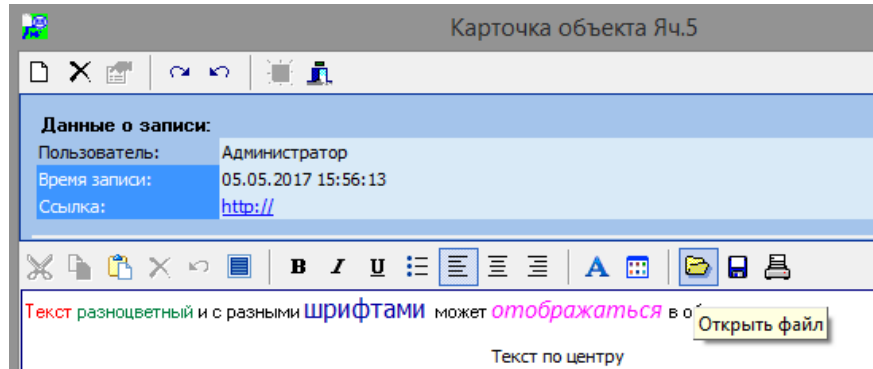 Карточка объекта Яч.5
Данные о записи:
Пользователь: Администратор
Время записи: 05.05.2017 15:56:13
Ссылка: http://
B I U A
Текст разноцветный и с разными шрифтами может отображаться в о
Открыть файл
Текст по центру